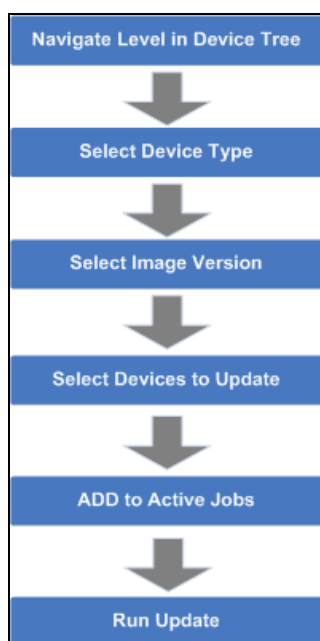 Navigate Level in Device Tree
Select Device Type
Select Image Version
Select Devices to Update
ADD to Active Jobs
Run Update